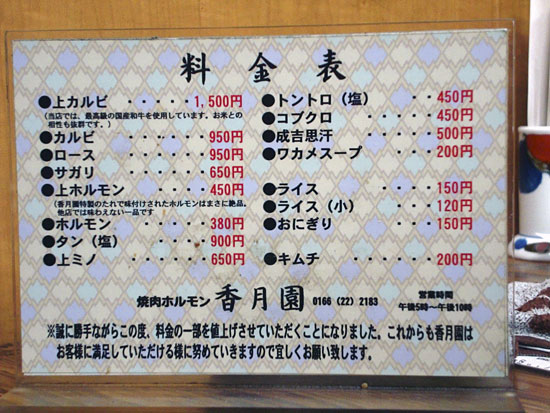 料金表
●上カルビ ・・・・・1,500円
(当店では、最高級の国産和牛を使用しています。お米との
相性も抜群です。)
●カルビ ・・・・・950円
●ロース ・・・・・950円
●サガリ ・・・・・650円
●上ホルモン ・・・・450円
(香月園特製のたれで味付けされたホルモンはまさに絶品。
他店では味わえない一品です
●ホルモン ・・・・380円
●タン(塩) ・・・・900円
●上ミノ ・・・・・650円
●トントロ(塩) ・・・450円
●コブクロ ・・・・450円
●成吉思汗 ・・・・500円
●ワカメスープ ・・・200円
●ライス ・・・・・150円
●ライス(小) ・・・120円
●おにぎり ・・・・150円
●キムチ ・・・・・200円
焼肉ホルモン 香月園 0166(22)2183
営業時間
午後5時〜午後10時
※誠に勝手ながらこの度、料金の一部を値上げさせていただくことになりました。これからも香月園は
お客様に満足していただける様に努めていきますので宜しくお願い致します。